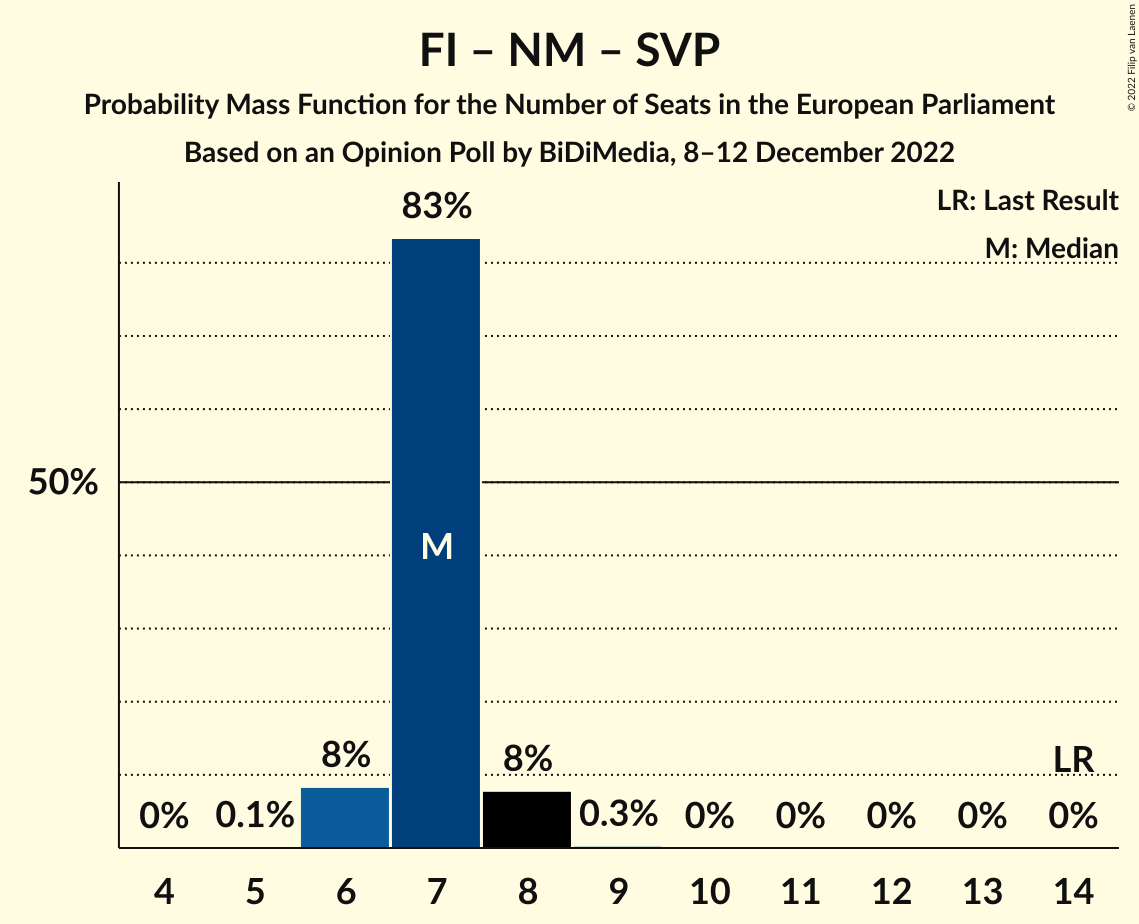 FI – NM – SVP
Probability Mass Function for the Number of Seats in the European Parliament
Based on an Opinion Poll by BiDiMedia, 8–12 December 2022
© 2022 Filip van Laenen
LR: Last Result
M: Median
83%
50%
M
8%
8%
LR
0%
0.1%
0.3%
0%
0%
0%
0%
0%
4 5 6 7 8 9 10 11 12 13 14